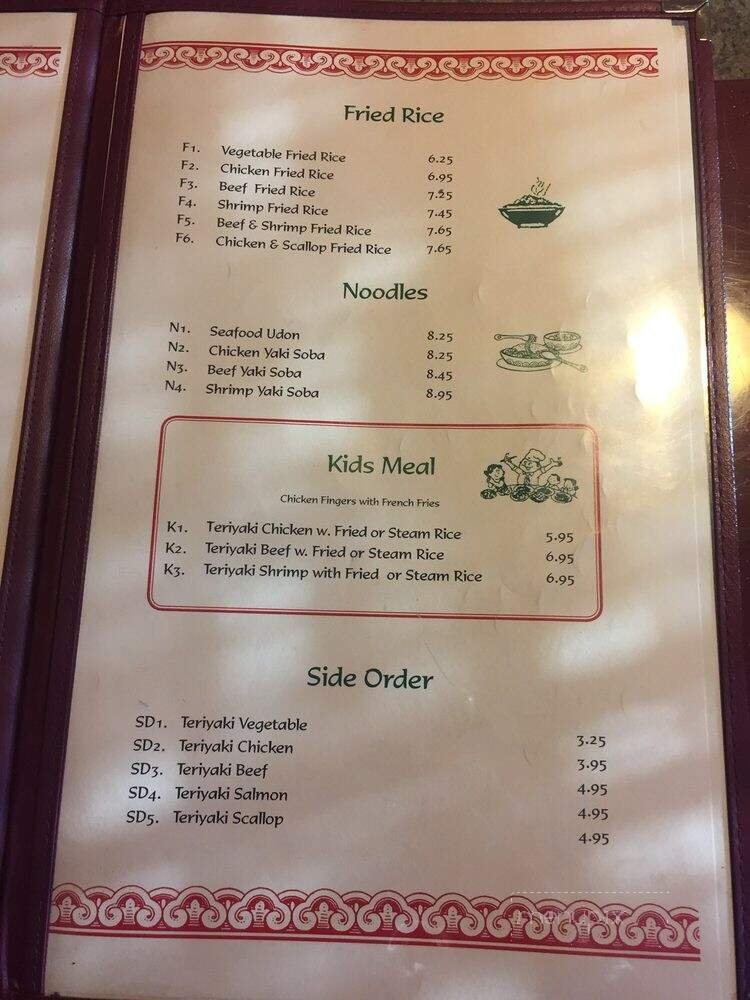 Fried Rice
F1. Vegetable Fried Rice 6.25
F2. Chicken Fried Rice 6.95
F3. Beef Fried Rice 7.25
F4. Shrimp Fried Rice 7.45
F5. Beef & Shrimp Fried Rice 7.65
F6. Chicken & Scallop Fried Rice 7.65
Noodles
N1. Seafood Udon 8.25
N2. Chicken Yaki Soba 8.25
N3. Beef Yaki Soba 8.45
N4. Shrimp Yaki Soba 8.95
Kids Meal
Chicken Fingers with French Fries
K1. Teriyaki Chicken w. Fried or Steam Rice 5.95
K2. Teriyaki Beef w. Fried or Steam Rice 6.95
K3. Teriyaki Shrimp with Fried or Steam Rice 6.95
Side Order
SD1. Teriyaki Vegetable 3.25
SD2. Teriyaki Chicken 3.95
SD3. Teriyaki Beef 4.95
SD4. Teriyaki Salmon 4.95
SD5. Teriyaki Scallop 4.95